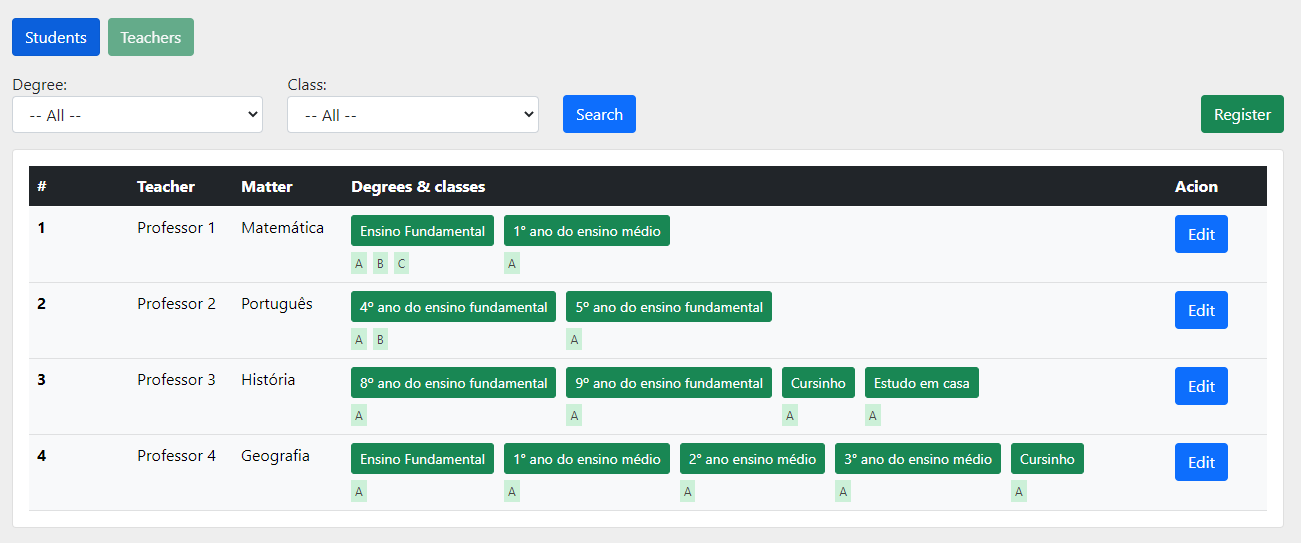 Students Teachers
Degree: Class:
-- All -- -- All -- Search Register
# Teacher Matter Degrees & classes Acion
1 Professor 1 Matemática Ensino Fundamental 1° ano do ensino médio Edit
A B C A
2 Professor 2 Português 4º ano do ensino fundamental 5º ano do ensino fundamental Edit
A B A
3 Professor 3 História 8º ano do ensino fundamental 9º ano do ensino fundamental Cursinho Estudo em casa Edit
A A A A
4 Professor 4 Geografia Ensino Fundamental 1° ano do ensino médio 2° ano ensino médio 3° ano do ensino médio Cursinho Edit
A A A A A